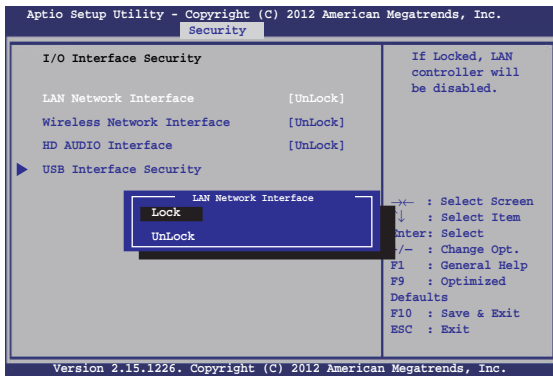 Aptio Setup Utility - Copyright (C) 2012 American Megatrends, Inc.
Security
I/O Interface Security
LAN Network Interface [UnLock]
Wireless Network Interface [UnLock]
HD AUDIO Interface [UnLock]
USB Interface Security
If Locked, LAN
controller will
be disabled.
LAN Network Interface
Lock
UnLock
→← : Select Screen
↓ : Select Item
nter: Select
/— : Change Opt.
F1 : General Help
F9 : Optimized
Defaults
F10 : Save & Exit
ESC : Exit
Version 2.15.1226. Copyright (C) 2012 American Megatrends, Inc.